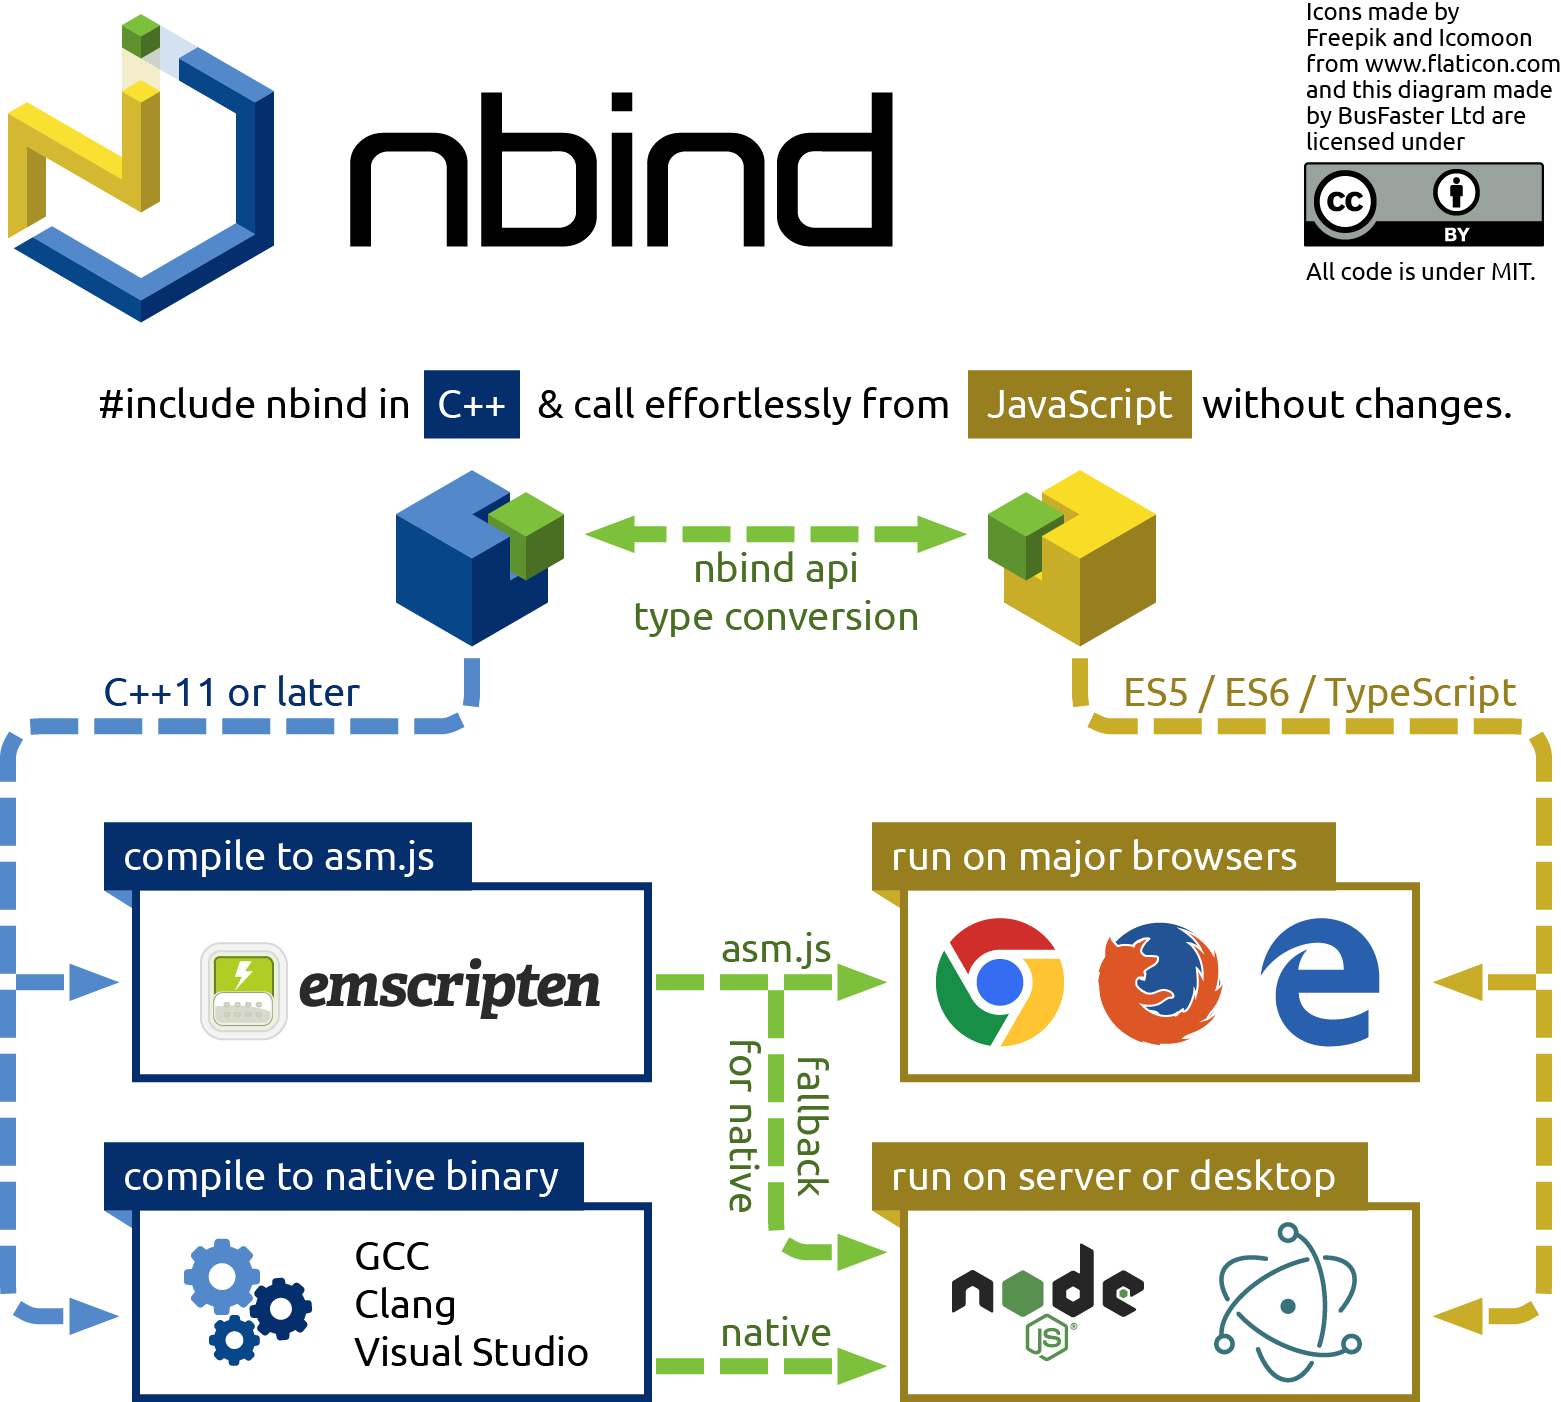 nbind
Icons made by
Freepik and Icomoon
from www.flaticon.com
and this diagram made
by BusFaster Ltd are
licensed under
CC
BY
All code is under MIT.
#include nbind in C++ & call effortlessly from JavaScript without changes.
nbind api
type conversion
C++11 or later
ES5 / ES6 / TypeScript
compile to asm.js
emscripten
asm.js
run on major browsers
for native
fallback
compile to native binary
GCC
Clang
Visual Studio
native
run on server or desktop
node
JS®